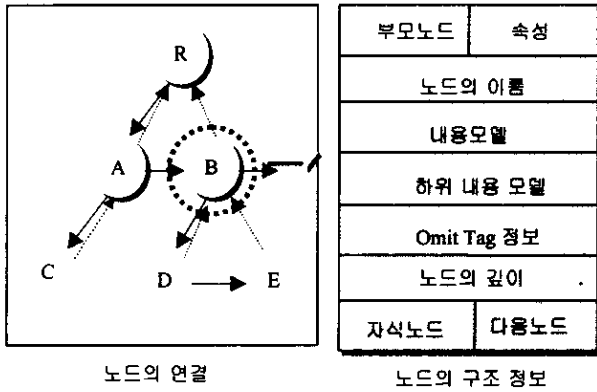 R
A
B
C
D
E
노드의 연결
부모노드 속성
노드의 이름
내용모델
하위 내용 모델
Omit Tag 정보
노드의 깊이
자식노드 다음노드
노드의 구조 정보